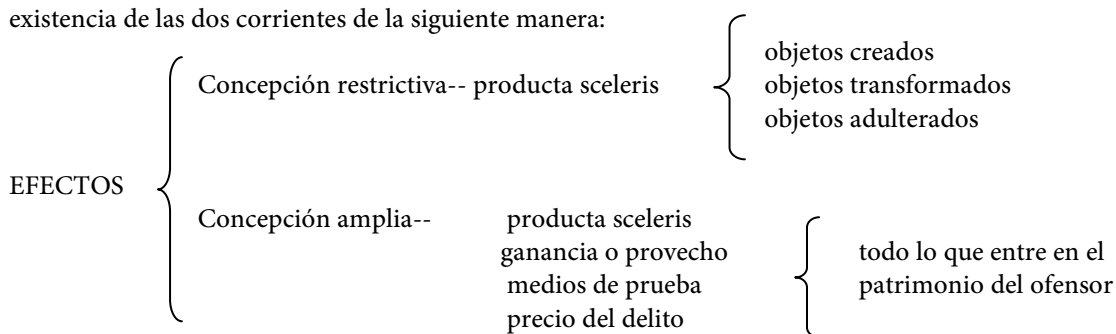 existencia de las dos corrientes de la siguiente manera:
objetos creados
Concepción restrictiva-- producta sceleris
objetos transformados
objetos adulterados
EFECTOS
Concepción amplia-- producta sceleris
ganancia o provecho
todo lo que entre en el
medios de prueba
patrimonio del ofensor
precio del delito